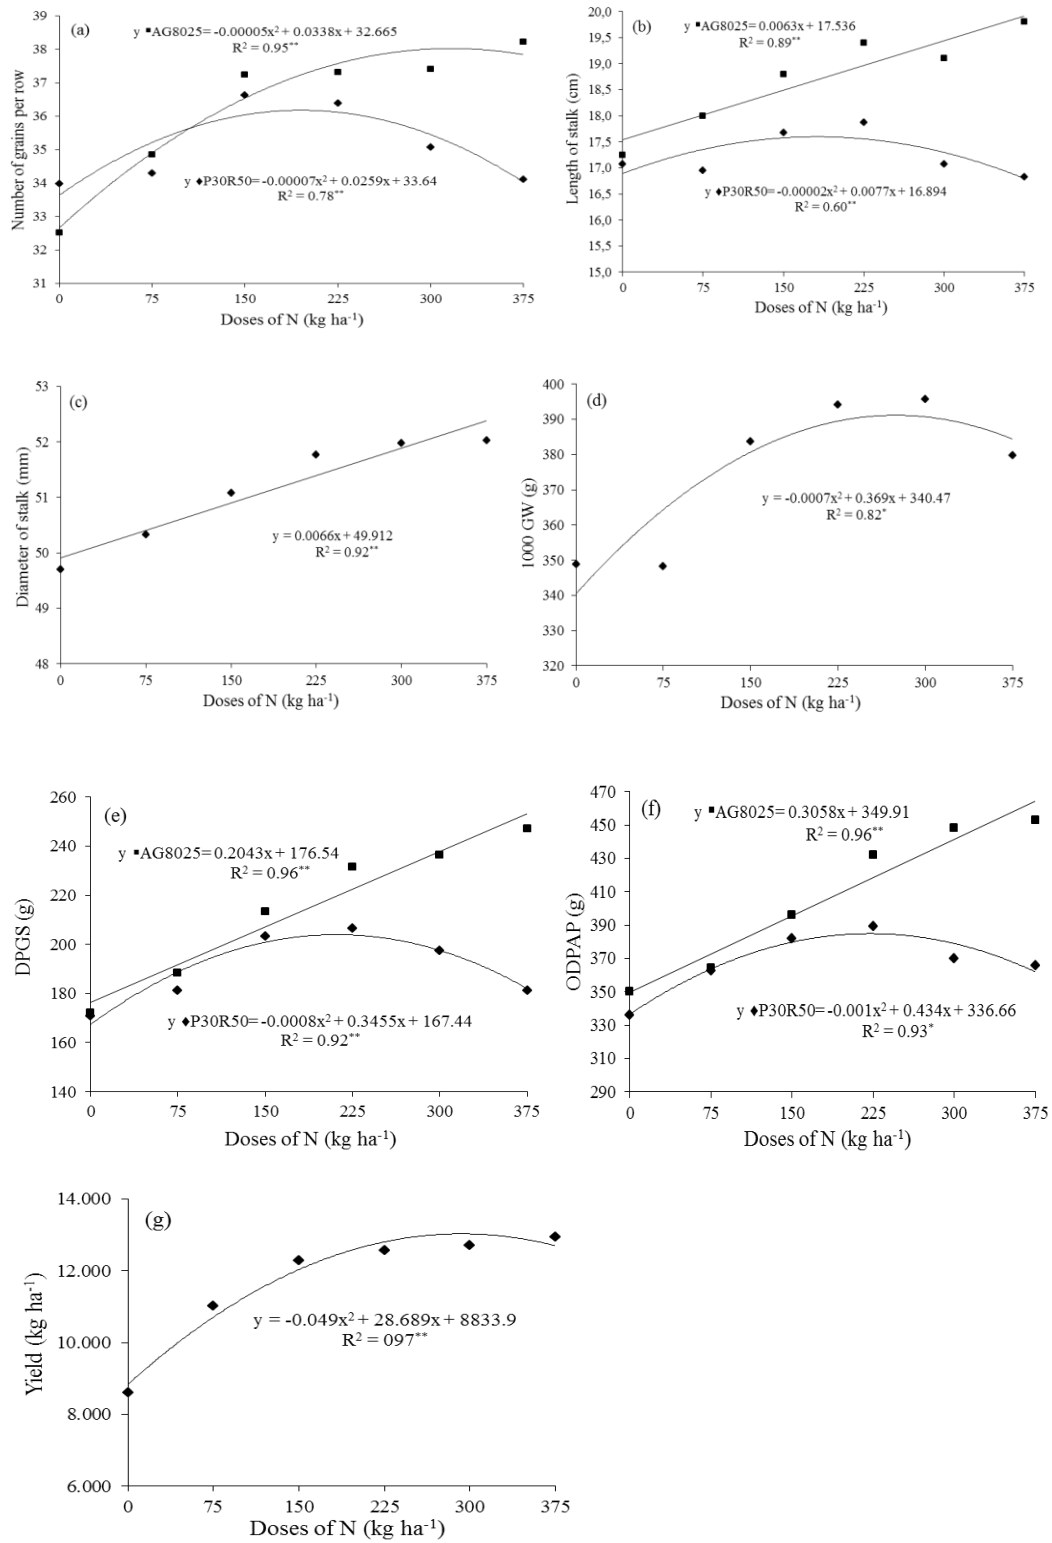 (a)
y ■AG8025= -0.00005x² + 0.0338x + 32.665
R² = 0.95**
y ♦P30R50= -0.00007x² + 0.0259x + 33.64
R² = 0.78**
Number of grains per row
39
38
37
36
35
34
33
32
31
0 75 150 225 300 375
Doses of N (kg ha⁻¹)
(b)
y ■AG8025= 0.0063x + 17.536
R² = 0.89**
y ♦P30R50= -0.00002x² + 0.0077x + 16.894
R² = 0.60**
Length of stalk (cm)
20,0
19,5
19,0
18,5
18,0
17,5
17,0
16,5
16,0
15,5
15,0
0 75 150 225 300 375
Doses of N (kg ha⁻¹)
(c)
y = 0.0066x + 49.912
R² = 0.92**
Diameter of stalk (mm)
53
52
51
50
49
48
0 75 150 225 300 375
Doses of N (kg ha⁻¹)
(d)
y = -0.0007x² + 0.369x + 340.47
R² = 0.82*
1000 GW (g)
400
390
380
370
360
350
340
330
320
0 75 150 225 300 375
Doses of N (kg ha⁻¹)
(e)
y ■AG8025= 0.2043x + 176.54
R² = 0.96**
y ♦P30R50= -0.0008x² + 0.3455x + 167.44
R² = 0.92**
DPGS (g)
260
240
220
200
180
160
140
0 75 150 225 300 375
Doses of N (kg ha⁻¹)
(f)
y ■AG8025= 0.3058x + 349.91
R² = 0.96**
y ♦P30R50= -0.001x² + 0.434x + 336.66
R² = 0.93*
ODPAP (g)
470
450
430
410
390
370
350
330
310
290
0 75 150 225 300 375
Doses of N (kg ha⁻¹)
(g)
y = -0.049x² + 28.689x + 8833.9
R² = 097**
Yield (kg ha⁻¹)
14.000
12.000
10.000
8.000
6.000
0 75 150 225 300 375
Doses of N (kg ha⁻¹)